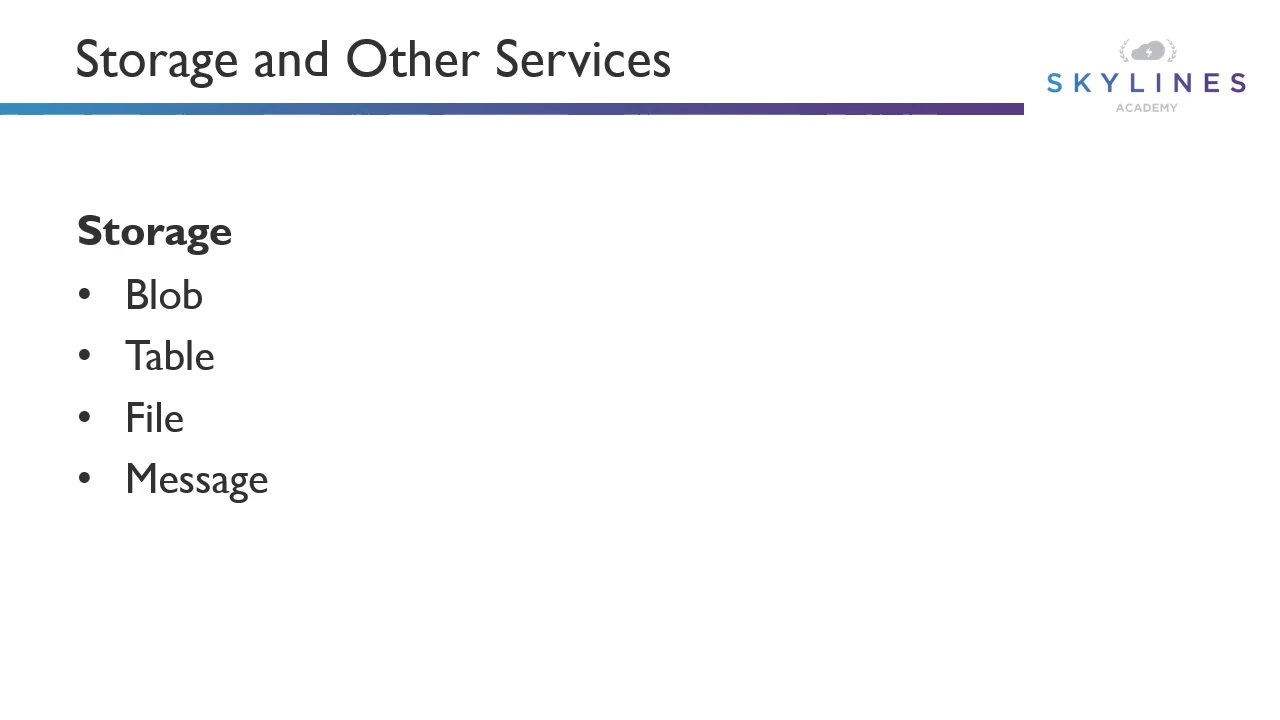 Storage and Other Services
SKYLINES
ACADEMY
Storage
• Blob
• Table
• File
• Message